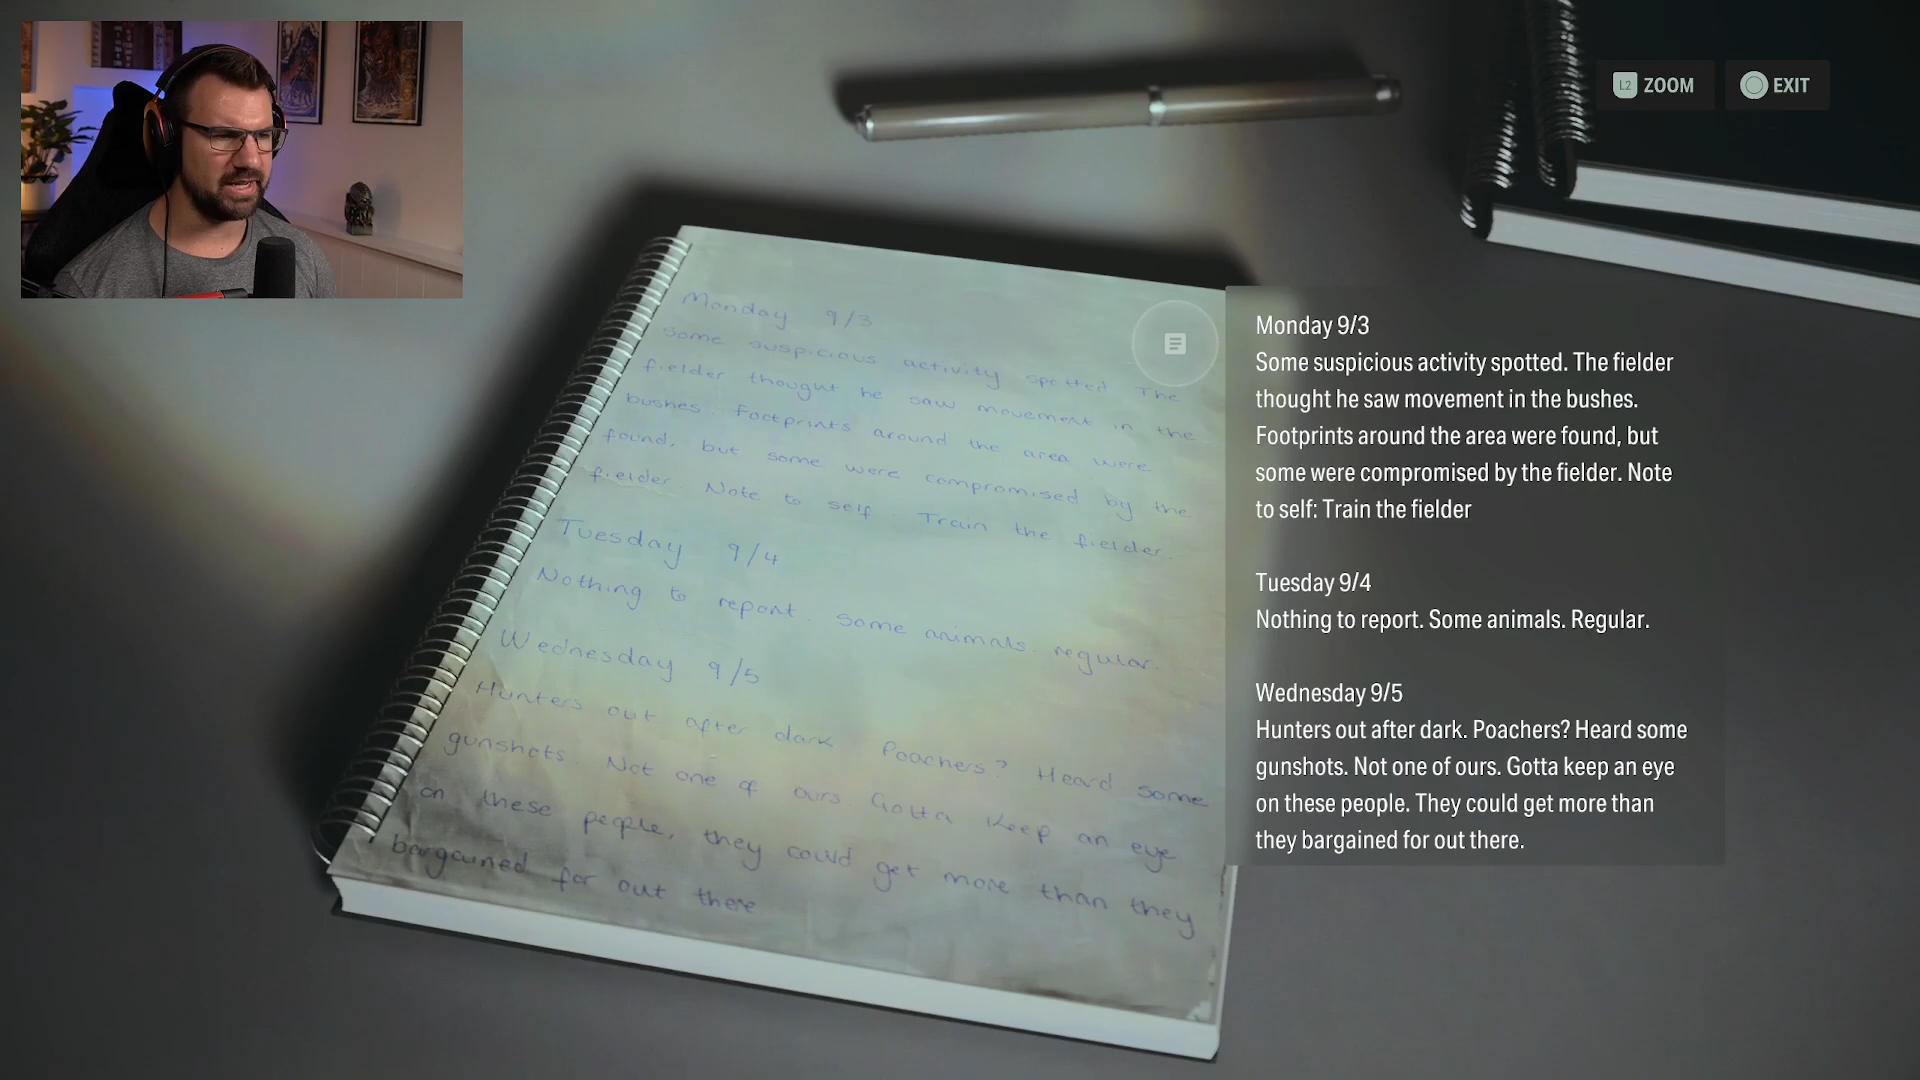 L2 ZOOM
EXIT
Monday 9/3
Some suspicious activity spotted The
fielder thought he saw movement in the
bushes. Footprints around the area were
found, but some were compromised by the
fielder. Note to self. Train the fielder.
Tuesday 9/4
Nothing to report. Some animals. regular.
Wednesday 9/5
Hunters out after dark Poachers? Heard some
gunshots. Not one of ours. Gotta keep an eye
on these people, they could get more than they
bargained for out there
Monday 9/3
Some suspicious activity spotted. The fielder
thought he saw movement in the bushes.
Footprints around the area were found, but
some were compromised by the fielder. Note
to self: Train the fielder
Tuesday 9/4
Nothing to report. Some animals. Regular.
Wednesday 9/5
Hunters out after dark. Poachers? Heard some
gunshots. Not one of ours. Gotta keep an eye
on these people. They could get more than
they bargained for out there.